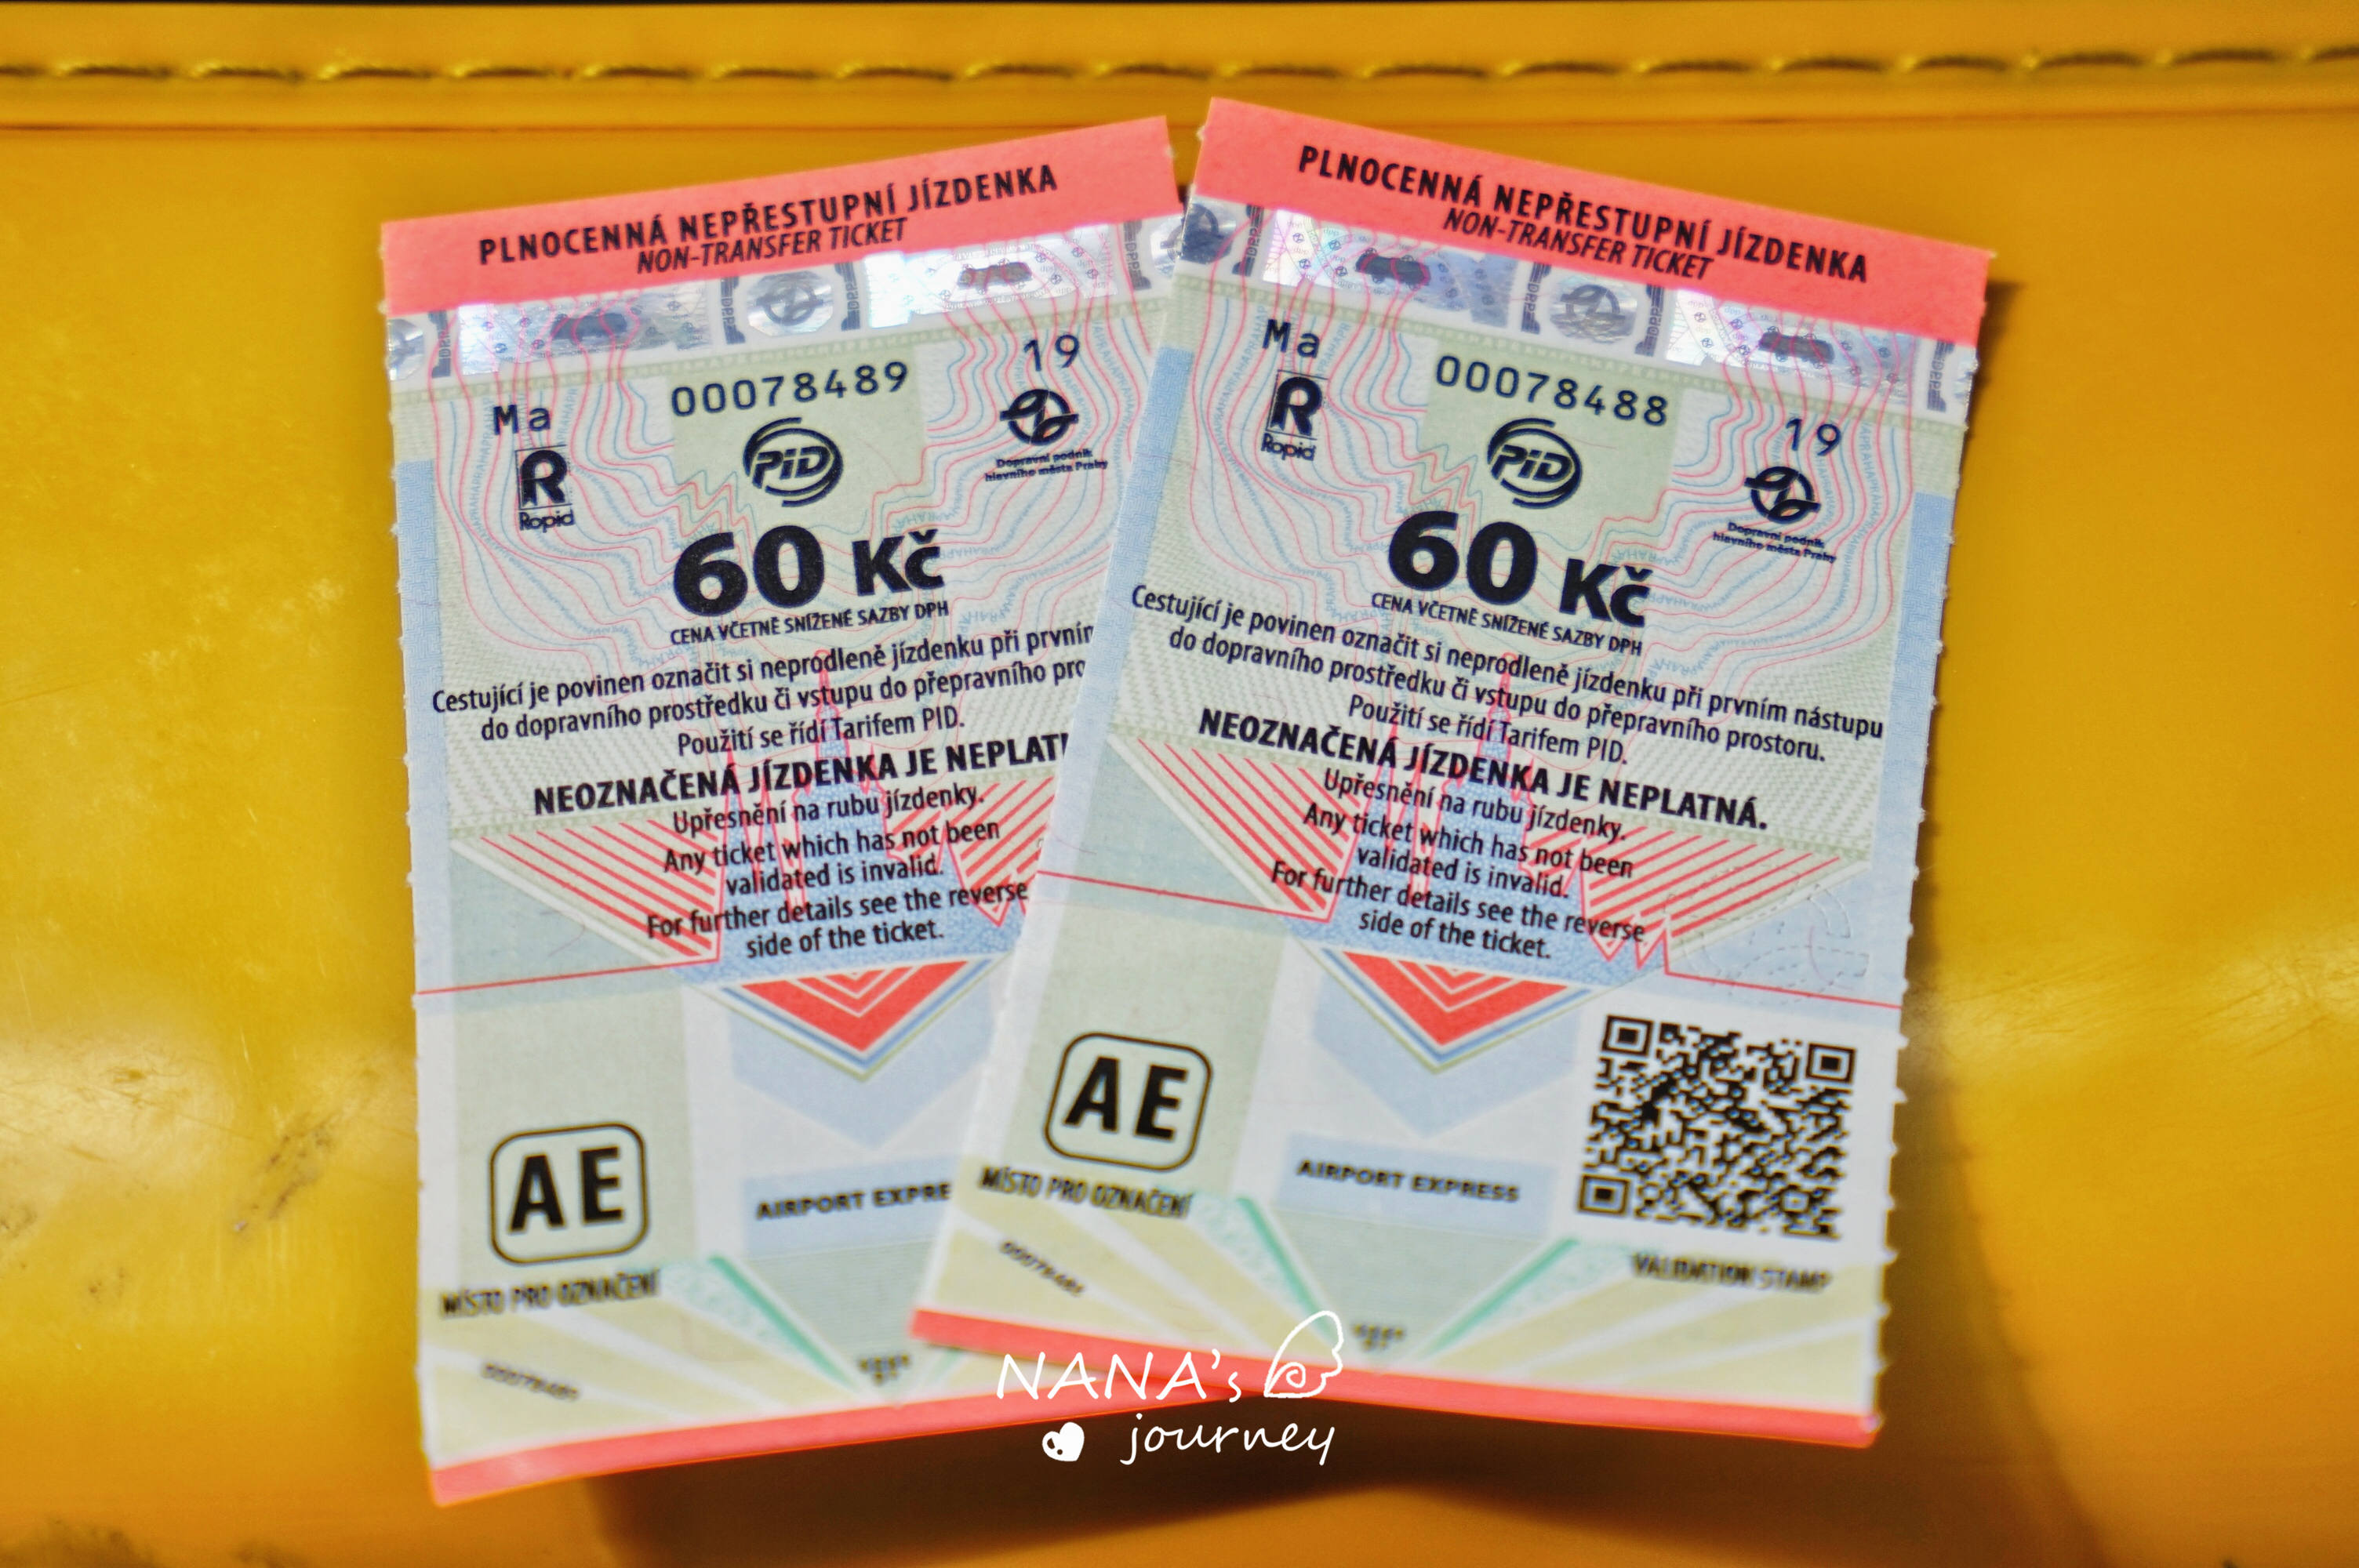 PLNOCENNÁ NEPŘESTUPNÍ JÍZDENKA
NON-TRANSFER TICKET
Ma
00078489
19
Ropid
PID
Dopravní podnik
hlavního města Prahy
60 Kč
CENA VČETNĚ SNÍŽENÉ SAZBY DPH
Cestující je povinen označit si neprodleně jízdenku při prvním
do dopravního prostředku či vstupu do přepravního pro
Použití se řídí Tarifem PID.
NEOZNAČENÁ JÍZDENKA JE NEPLAT
Upřesnění na rubu jízdenky.
Any ticket which has not been
validated is invalid.
For further details see the reverse
side of the ticket.
AE
AIRPORT EXPRE
MÍSTO PRO OZNAČENÍ
PLNOCENNÁ NEPŘESTUPNÍ JÍZDENKA
NON-TRANSFER TICKET
Ma
00078488
19
Ropid
PID
Dopravní podnik
hlavního města Prahy
60 Kč
CENA VČETNĚ SNÍŽENÉ SAZBY DPH
Cestující je povinen označit si neprodleně jízdenku při prvním nástupu
do dopravního prostředku či vstupu do přepravního prostoru.
Použití se řídí Tarifem PID.
NEOZNAČENÁ JÍZDENKA JE NEPLATNÁ.
Upřesnění na rubu jízdenky.
Any ticket which has not been
validated is invalid.
For further details see the reverse
side of the ticket.
AE
AIRPORT EXPRESS
MÍSTO PRO OZNAČENÍ
VALIDATION STAMP
NANA's
journey